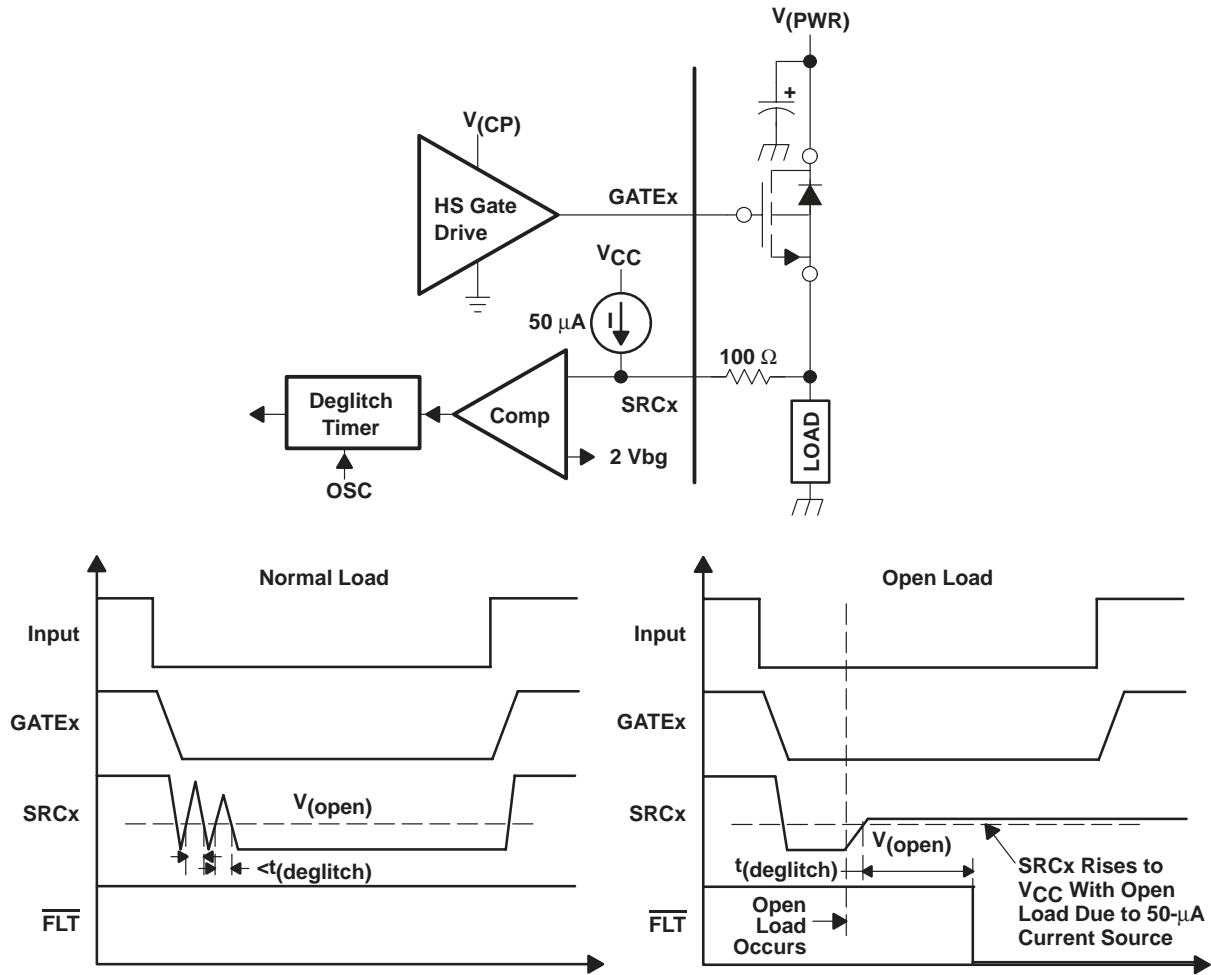 V(PWR)
+
V(CP)
HS Gate
Drive
GATEx
VCC
50 μA
I
100 Ω
SRCx
Deglitch
Timer
Comp
2 Vbg
OSC
LOAD
Normal Load
Input
GATEx
SRCx
V(open)
<t(deglitch)
FLT
Open Load
Input
GATEx
SRCx
V(open)
t(deglitch)
SRCx Rises to
VCC With Open
Load Due to 50-μA
Current Source
Open
Load
Occurs
FLT